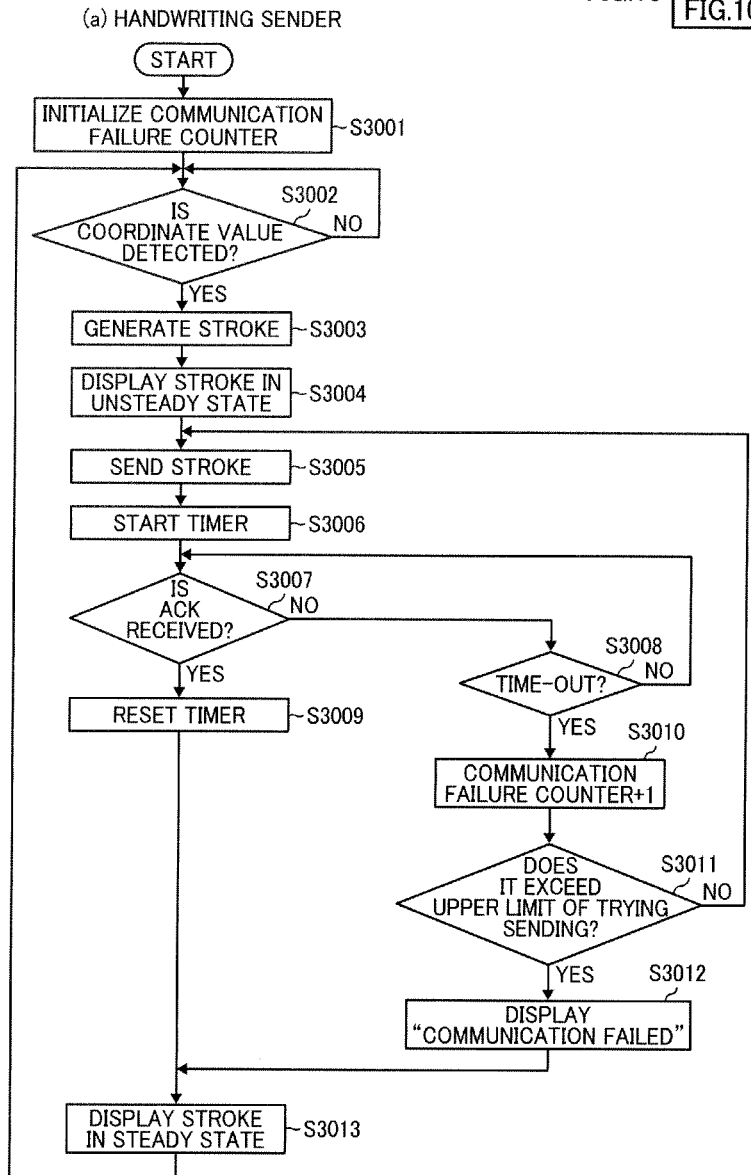 FIG.10
(a) HANDWRITING SENDER
START
INITIALIZE COMMUNICATION
FAILURE COUNTER
S3001
S3002
IS
COORDINATE VALUE
DETECTED?
NO
YES
GENERATE STROKE
S3003
DISPLAY STROKE IN
UNSTEADY STATE
S3004
SEND STROKE
S3005
START TIMER
S3006
S3007
IS
ACK
RECEIVED?
NO
YES
S3008
TIME-OUT?
NO
YES
RESET TIMER
S3009
S3010
COMMUNICATION
FAILURE COUNTER+1
S3011
DOES
IT EXCEED
UPPER LIMIT OF TRYING
SENDING?
NO
YES
S3012
DISPLAY
“COMMUNICATION FAILED”
DISPLAY STROKE
IN STEADY STATE
S3013